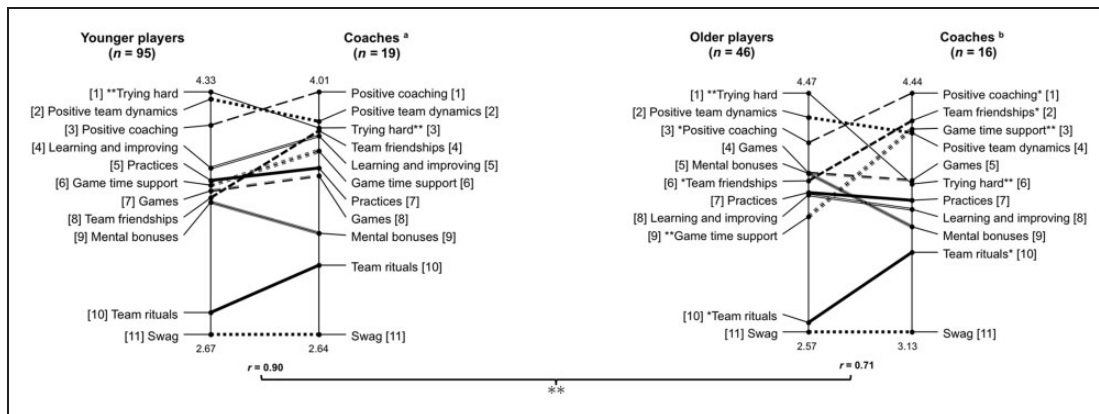 Younger players
(n = 95)
Coaches ᵃ
(n = 19)
4.33
4.01
[1] **Trying hard
[2] Positive team dynamics
[3] Positive coaching
[4] Learning and improving
[5] Practices
[6] Game time support
[7] Games
[8] Team friendships
[9] Mental bonuses
[10] Team rituals
[11] Swag
Positive coaching [1]
Positive team dynamics [2]
Trying hard** [3]
Team friendships [4]
Learning and improving [5]
Game time support [6]
Practices [7]
Games [8]
Mental bonuses [9]
Team rituals [10]
Swag [11]
2.67
2.64
r = 0.90
Older players
(n = 46)
Coaches ᵇ
(n = 16)
4.47
4.44
[1] **Trying hard
[2] Positive team dynamics
[3] *Positive coaching
[4] Games
[5] Mental bonuses
[6] *Team friendships
[7] Practices
[8] Learning and improving
[9] **Game time support
[10] *Team rituals
[11] Swag
Positive coaching* [1]
Team friendships* [2]
Game time support** [3]
Positive team dynamics [4]
Games [5]
Trying hard** [6]
Practices [7]
Learning and improving [8]
Mental bonuses [9]
Team rituals* [10]
Swag [11]
2.57
3.13
r = 0.71
**